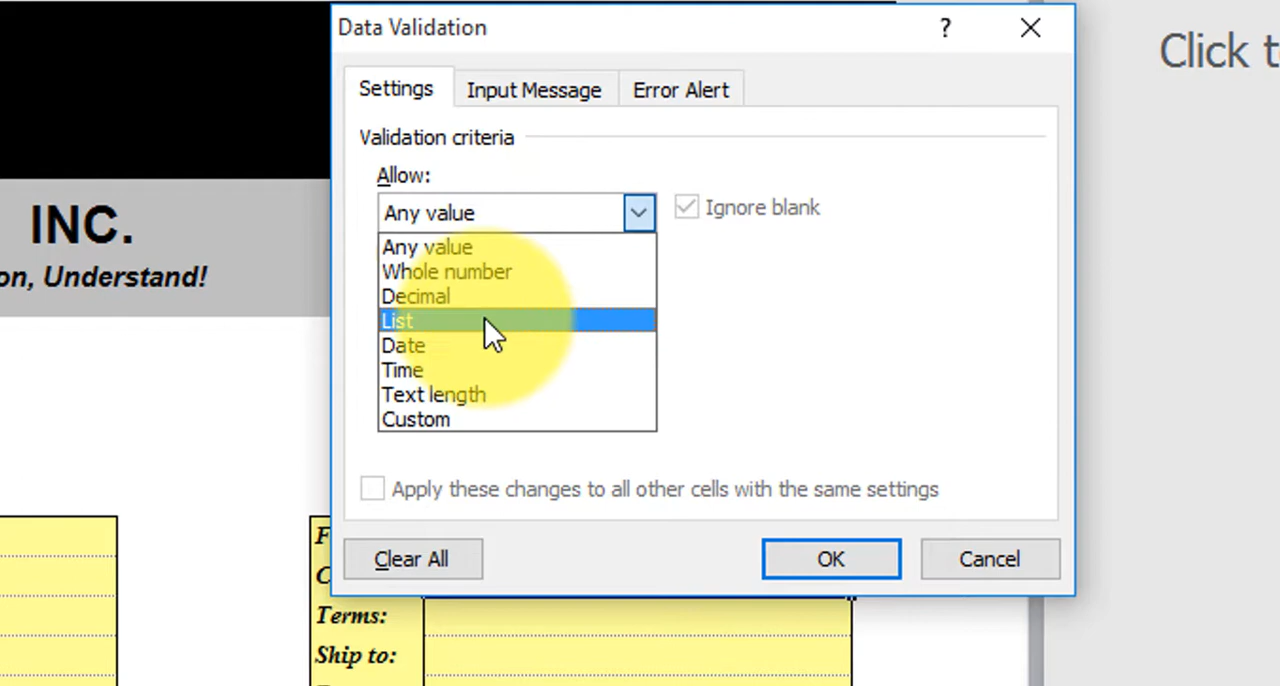 Data Validation
?
Click t
Settings
Input Message
Error Alert
Validation criteria
Allow:
Any value
Ignore blank
Any value
Whole number
Decimal
List
Date
Time
Text length
Custom
INC.
on, Understand!
Apply these changes to all other cells with the same settings
Clear All
OK
Cancel
F
C
Terms:
Ship to: